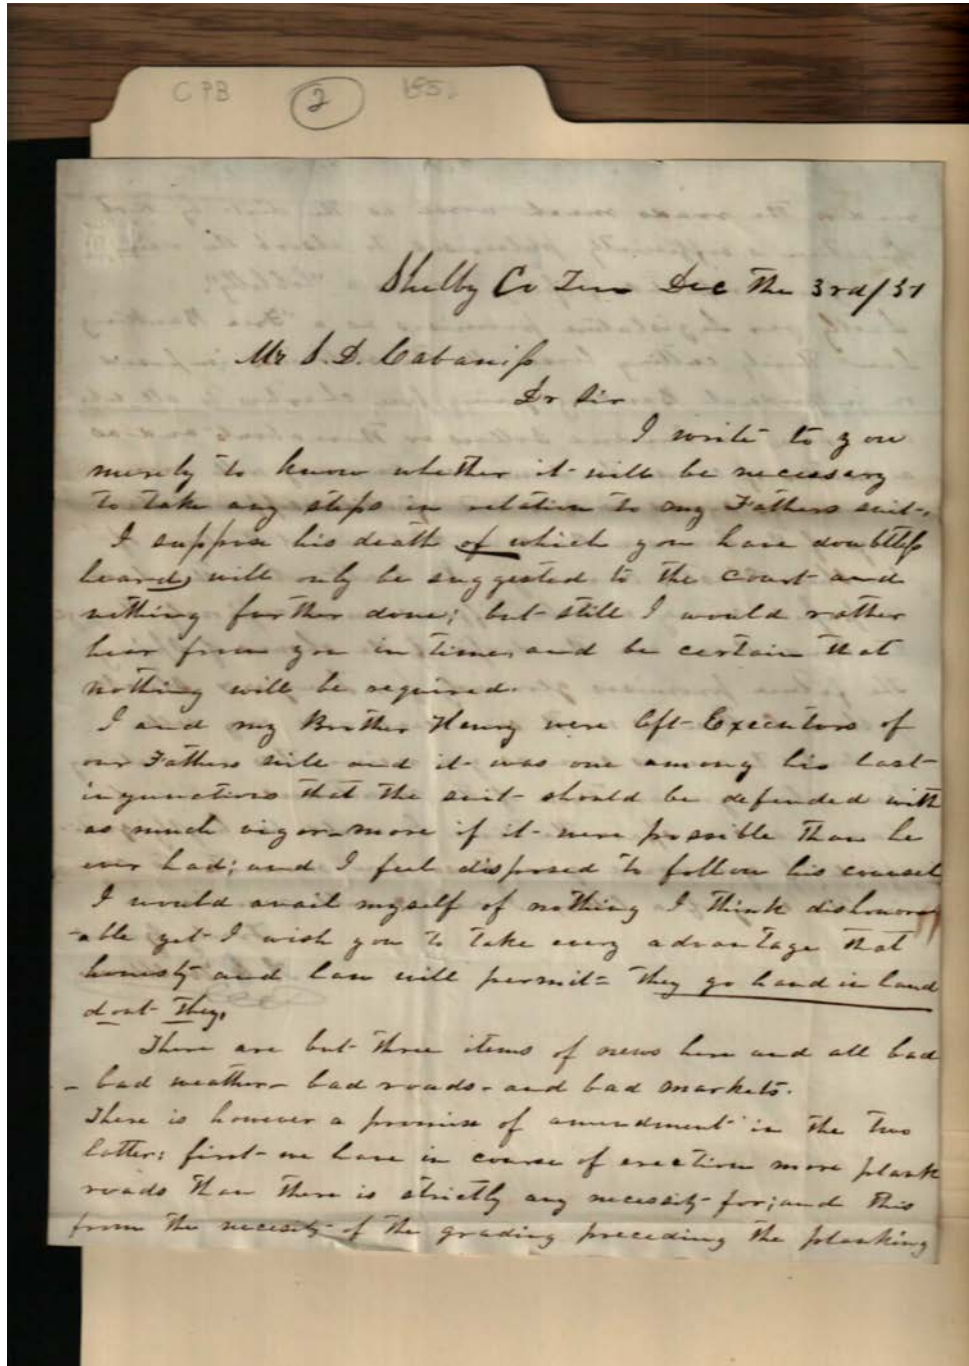 CPB 2 185
Shelby Co Ten Dec the 3rd/51
Mr S. D. Cabaniss
Dr Sir
I write to you
merely to know whether it will be necessary
to take any steps in relation to my Fathers suit.
I suppose his death of which you have doubtless
heard, will only be suggested to the court and
nothing further done; but still I would rather
hear from you in time, and be certain that
nothing will be required.
I and my Brother Henry were left Executors of
our Fathers will and it was one among his last
injunctions that the suit should be defended with
as much vigor - more if it were possible than he
ever had; and I feel disposed to follow his counsel
I would avail myself of nothing I think dishonor
-able yet I wish you to take every advantage that
honesty and law will permit - they go hand in hand
dont they.
There are but three items of news here and all bad
- bad weather - bad roads - and bad markets.
There is however a promise of amendment in the two
latter: first - we have in course of erection more plank
roads than there is strictly any necessity for; and this
from the necesity of the grading preceding the planking